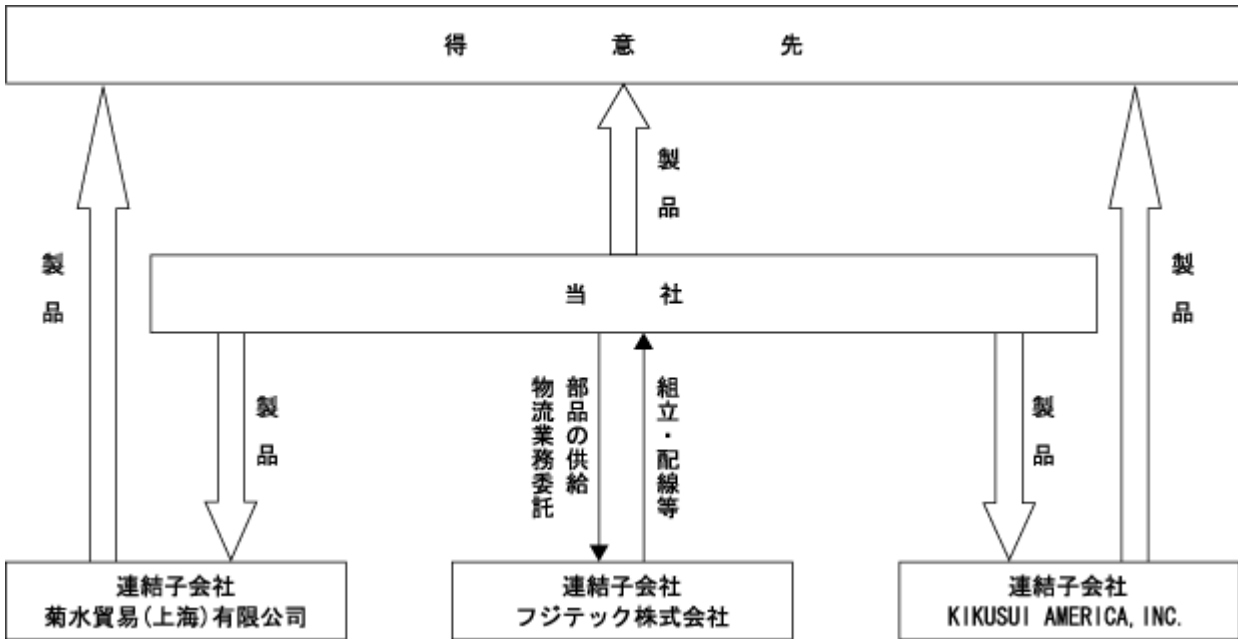 得意先
製品
製品
製品
当社
製品
部品の供給
物流業務委託
組立・配線等
製品
連結子会社
菊水貿易(上海)有限公司
連結子会社
フジテック株式会社
連結子会社
KIKUSUI AMERICA, INC.